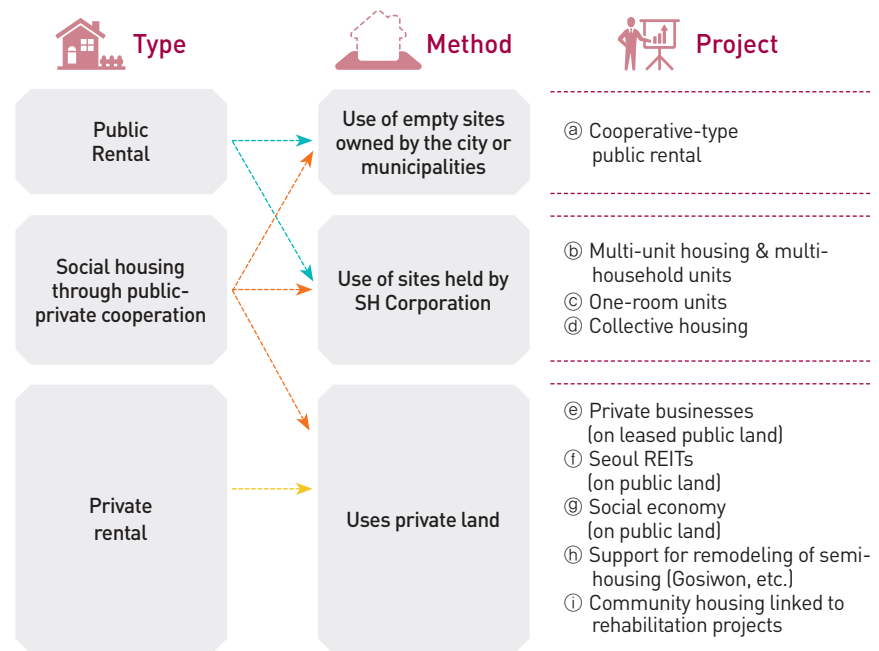 Type
Method
Project
Public
Rental
Use of empty sites
owned by the city or
municipalities
ⓐ Cooperative-type
public rental
Social housing
through public-
private cooperation
Use of sites held by
SH Corporation
ⓑ Multi-unit housing & multi-
household units
ⓒ One-room units
ⓓ Collective housing
Private
rental
Uses private land
ⓔ Private businesses
(on leased public land)
ⓕ Seoul REITs
(on public land)
ⓖ Social economy
(on public land)
ⓗ Support for remodeling of semi-
housing (Gosiwon, etc.)
ⓘ Community housing linked to
rehabilitation projects